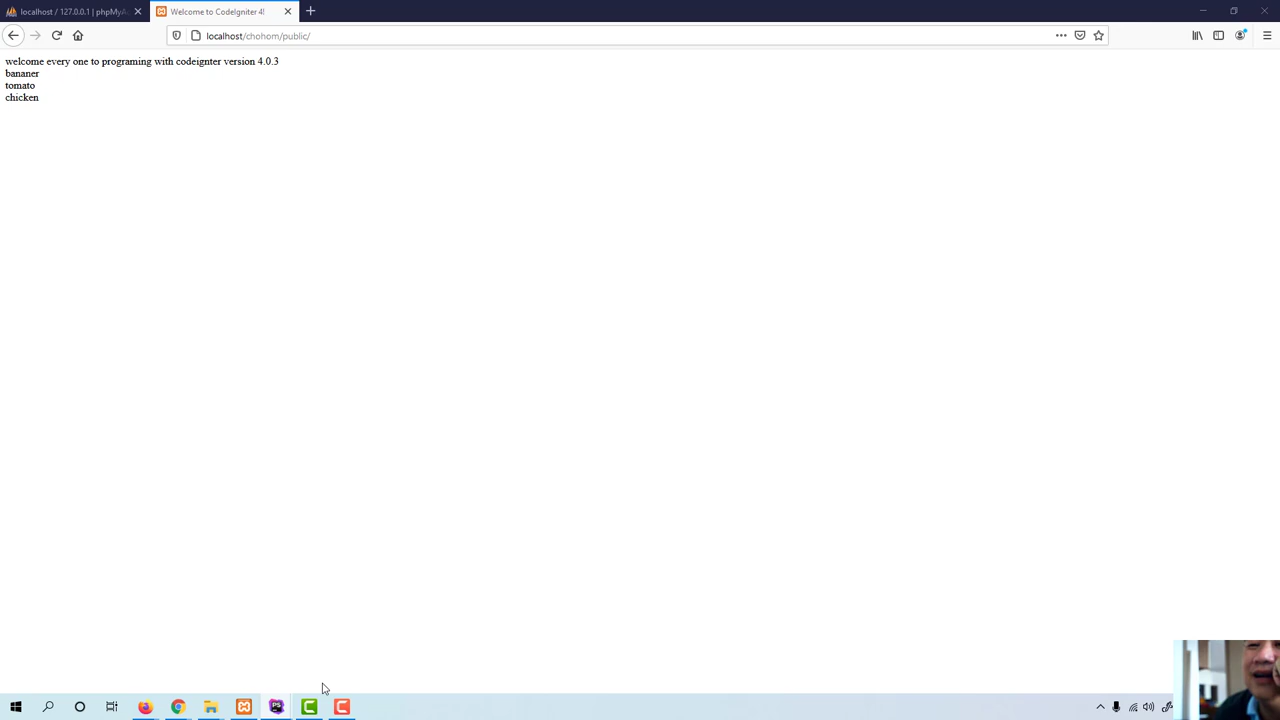 localhost / 127.0.0.1 | phpMyA
Welcome to CodeIgniter 4!
localhost/chohom/public/
welcome every one to programing with codeignter version 4.0.3
bananer
tomato
chicken
PS